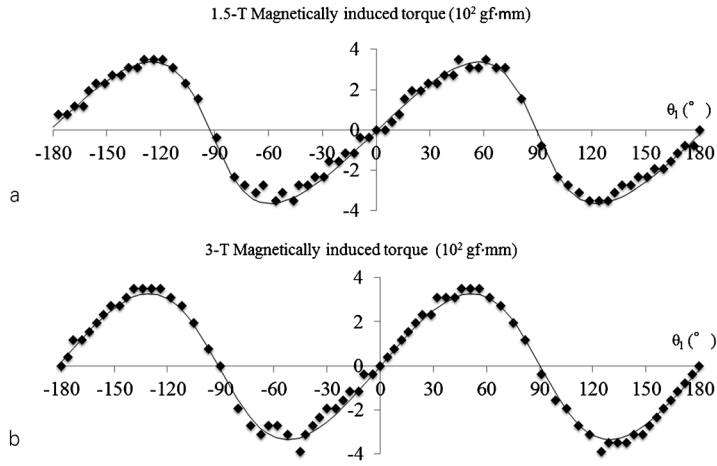 1.5-T Magnetically induced torque (10² gf·mm)
4
2
θ₁ (° )
0
-180 -150 -120 -90 -60 -30 0 30 60 90 120 150 180
-2
a
-4
3-T Magnetically induced torque (10² gf·mm)
4
2
θ₁ (° )
0
-180 -150 -120 -90 -60 -30 0 30 60 90 120 150 180
-2
b
-4